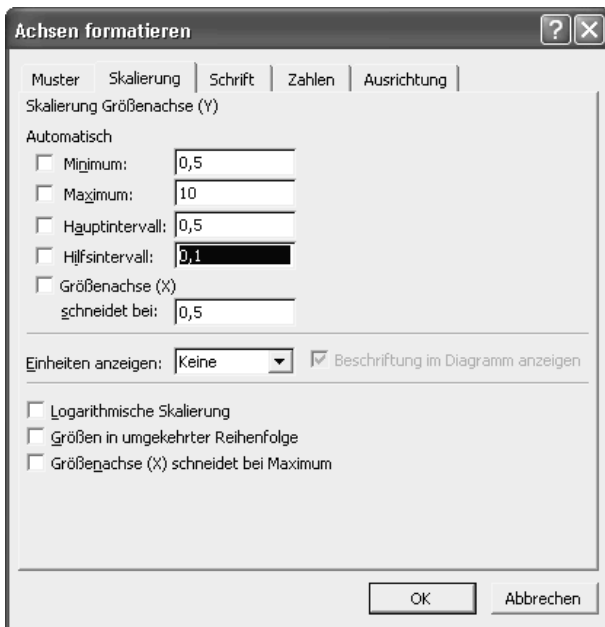 Achsen formatieren
Muster Skalierung Schrift Zahlen Ausrichtung
Skalierung Größenachse (Y)
Automatisch
Minimum: 0,5
Maximum: 10
Hauptintervall: 0,5
Hilfsintervall: 0,1
Größenachse (X)
schneidet bei: 0,5
Einheiten anzeigen: Keine Beschriftung im Diagramm anzeigen
Logarithmische Skalierung
Größen in umgekehrter Reihenfolge
Größenachse (X) schneidet bei Maximum
OK Abbrechen